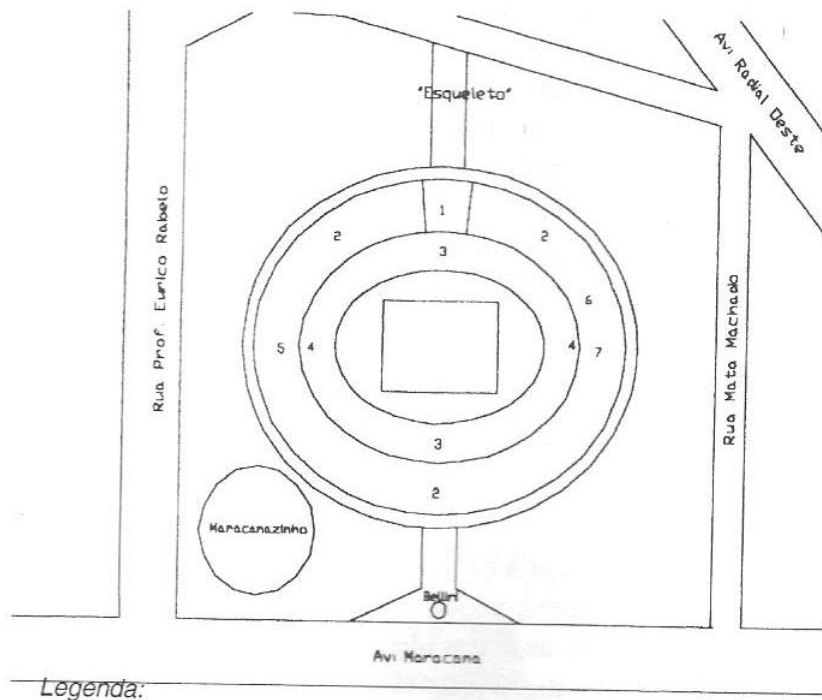 Av: Radial Oeste
"Esqueleto"
1
2
2
3
Rua Prof. Eurico Rabelo
6
5
4
4
7
Rua Mata Machado
3
2
Maracanazinho
Bellini
Av: Maracana
Legenda: